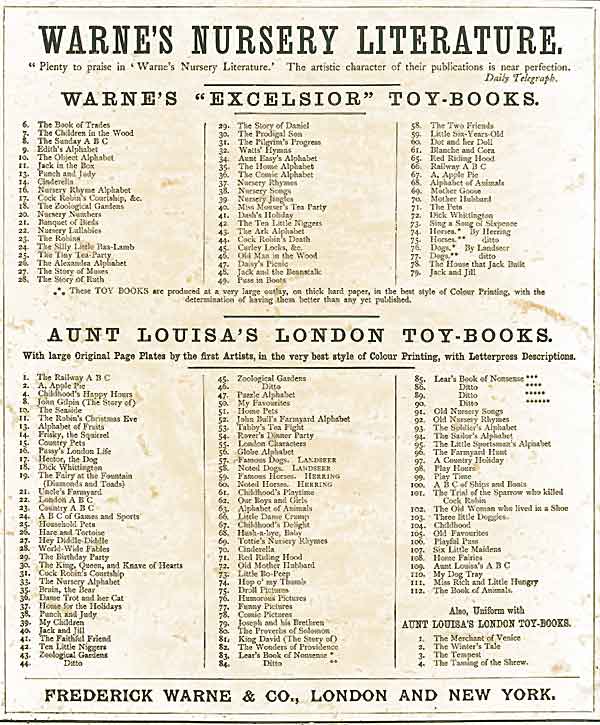 WARNE'S NURSERY LITERATURE.
" Plenty to praise in ' Warne's Nursery Literature.' The artistic character of their publications is near perfection.
Daily Telegraph.
WARNE'S "EXCELSIOR" TOY-BOOKS.
6. The Book of Trades
7. The Children in the Wood
8. The Sunday A B C
9. Edith's Alphabet
10. The Object Alphabet
11. Jack in the Box
13. Punch and Judy
14. Cinderella
16. Nursery Rhyme Alphabet
17. Cock Robin's Courtship, &c.
18. The Zoological Gardens
20. Nursery Numbers
21. Banquet of Birds
22. Nursery Lullabies
23. The Robins
24. The Silly Little Baa-Lamb
25. The Tiny Tea-Party
26. The Alexandra Alphabet
27. The Story of Moses
28. The Story of Ruth
29. The Story of Daniel
30. The Prodigal Son
31. The Pilgrim's Progress
32. Watts' Hymns
34. Aunt Easy's Alphabet
35. The Home Alphabet
36. The Comic Alphabet
37. Nursery Rhymes
38. Nursery Songs
39. Nursery Jingles
40. Miss Mouser's Tea Party
41. Dash's Holiday
42. The Ten Little Niggers
43. The Ark Alphabet
44. Cock Robin's Death
45. Curley Locks, &c.
46. Old Man in the Wood
47. Daisy's Picnic
48. Jack and the Beanstalk
49. Puss in Boots
58. The Two Friends
59. Little Six-Years-Old
60. Dot and her Doll
61. Blanche and Cora
65. Red Riding Hood
66. Railway A B C
67. A, Apple Pie
68. Alphabet of Animals
69. Mother Goose
70. Mother Hubbard
71. The Pets
72. Dick Whittington
73. Sing a Song of Sixpence
74. Horses.* By Herring
75. Horses.** ditto
76. Dogs.* By Landseer
77. Dogs.** ditto
78. The House that Jack Built
79. Jack and Jill
*** These TOY BOOKS are produced at a very large outlay, on thick hard paper, in the best style of Colour Printing, with the
determination of having them better than any yet published.
AUNT LOUISA'S LONDON TOY-BOOKS.
With large Original Page Plates by the first Artists, in the very best style of Colour Printing, with Letterpress Descriptions.
1. The Railway A B C
2. A, Apple Pie
4. Childhood's Happy Hours
8. John Gilpin (The Story of)
10. The Seaside
12. The Robin's Christmas Eve
13. Alphabet of Fruits
14. Frisky, the Squirrel
15. Country Pets
16. Pussy's London Life
17. Hector, the Dog
18. Dick Whittington
19. The Fairy at the Fountain
(Diamonds and Toads)
21. Uncle's Farmyard
22. London A B C
23. Country A B C
24. A B C of Games and Sports
25. Household Pets
26. Hare and Tortoise
27. Hey Diddle-Diddle
28. World-Wide Fables
29. The Birthday Party
30. The King, Queen, and Knave of Hearts
31. Cock Robin's Courtship
33. The Nursery Alphabet
35. Bruin, the Bear
36. Dame Trot and her Cat
37. Home for the Holidays
38. Punch and Judy
39. My Children
40. Jack and Jill
41. The Faithful Friend
42. Ten Little Niggers
43. Zoological Gardens
44. Ditto
45. Zoological Gardens
46. Ditto
47. Puzzle Alphabet
50. My Favourites
51. Home Pets
52. John Bull's Farmyard Alphabet
53. Tabby's Tea Fight
54. Rover's Dinner Party
55. London Characters
56. Globe Alphabet
57. Famous Dogs. LANDSEER
58. Noted Dogs. LANDSEER
59. Famous Horses. HERRING
60. Noted Horses. HERRING
61. Childhood's Playtime
62. Our Boys and Girls
63. Alphabet of Animals
66. Little Dame Crump
67. Childhood's Delight
68. Hush-a-bye, Baby
69. Tottie's Nursery Rhymes
70. Cinderella
71. Red Riding Hood
72. Old Mother Hubbard
73. Little Bo-Peep
74. Hop o' my Thumb
75. Droll Pictures
76. Humorous Pictures
77. Funny Pictures
78. Comic Pictures
79. Joseph and his Brethren
80. The Proverbs of Solomon
81. King David (The Story of)
82. The Wonders of Providence
83. Lear's Book of Nonsense *
84. Ditto **
85. Lear's Book of Nonsense ***
86. Ditto ****
89. Ditto *****
90. Ditto ******
91. Old Nursery Songs
92. Old Nursery Rhymes
93. The Soldier's Alphabet
94. The Sailor's Alphabet
95. The Little Sportsman's Alphabet
96. The Farmyard Hunt
97. A Country Holiday
98. Play Hours
99. Play Time
100. A B C of Ships and Boats
101. The Trial of the Sparrow who killed
Cock Robin
102. The Old Woman who lived in a Shoe
103. Three little Doggies.
104. Childhood
105. Old Favourites
106. Playful Puss
107. Six Little Maidens
108. Home Fairies
109. Aunt Louisa's A B C
110. My Dog Tray
111. Miss Rich and Little Hungry
112. The Book of Animals.
Also, Uniform with
AUNT LOUISA'S LONDON TOY-BOOKS.
1. The Merchant of Venice
2. The Winter's Tale
3. The Tempest
4. The Taming of the Shrew.
FREDERICK WARNE & CO., LONDON AND NEW YORK.